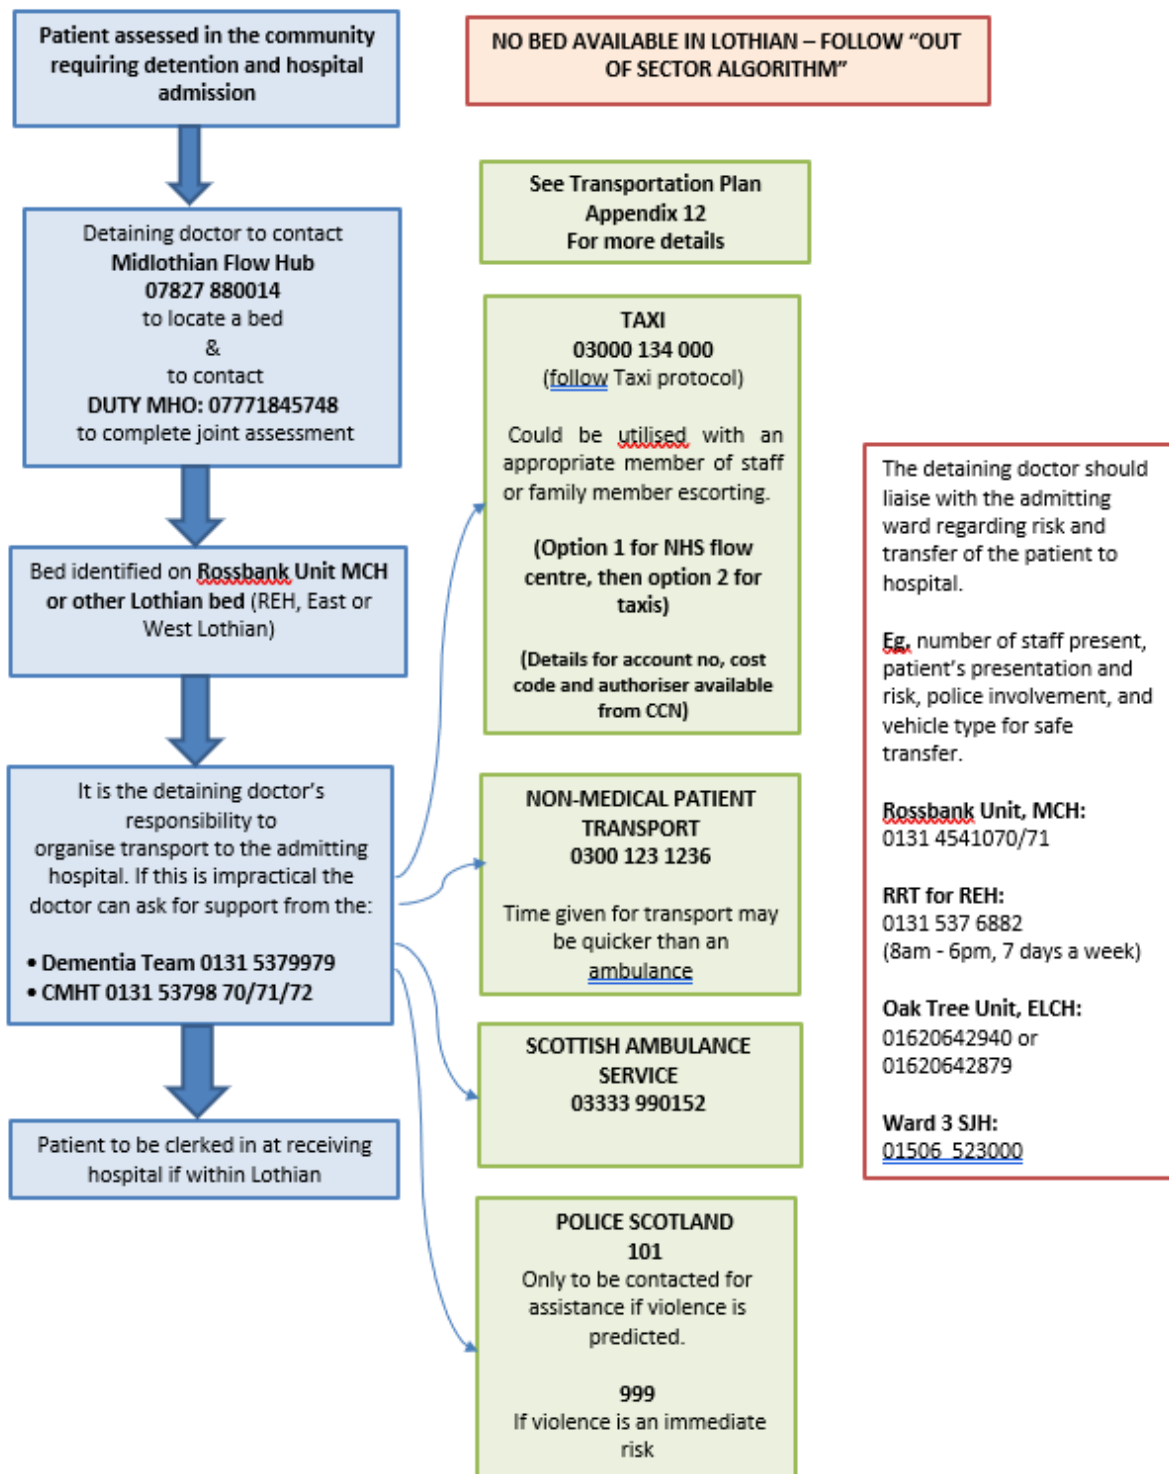 Patient assessed in the community
requiring detention and hospital
admission
NO BED AVAILABLE IN LOTHIAN – FOLLOW “OUT
OF SECTOR ALGORITHM”
Detaining doctor to contact
Midlothian Flow Hub
07827 880014
to locate a bed
&
to contact
DUTY MHO: 07771845748
to complete joint assessment
Bed identified on Rossbank Unit MCH
or other Lothian bed (REH, East or
West Lothian)
It is the detaining doctor’s
responsibility to
organise transport to the admitting
hospital. If this is impractical the
doctor can ask for support from the:
• Dementia Team 0131 5379979
• CMHT 0131 53798 70/71/72
Patient to be clerked in at receiving
hospital if within Lothian
See Transportation Plan
Appendix 12
For more details
TAXI
03000 134 000
(follow Taxi protocol)
Could be utilised with an
appropriate member of staff
or family member escorting.
(Option 1 for NHS flow
centre, then option 2 for
taxis)
(Details for account no, cost
code and authoriser available
from CCN)
NON-MEDICAL PATIENT
TRANSPORT
0300 123 1236
Time given for transport may
be quicker than an
ambulance
SCOTTISH AMBULANCE
SERVICE
03333 990152
POLICE SCOTLAND
101
Only to be contacted for
assistance if violence is
predicted.
999
If violence is an immediate
risk
The detaining doctor should
liaise with the admitting
ward regarding risk and
transfer of the patient to
hospital.
Eg, number of staff present,
patient’s presentation and
risk, police involvement, and
vehicle type for safe
transfer.
Rossbank Unit, MCH:
0131 4541070/71
RRT for REH:
0131 537 6882
(8am - 6pm, 7 days a week)
Oak Tree Unit, ELCH:
01620642940 or
01620642879
Ward 3 SJH:
01506 523000